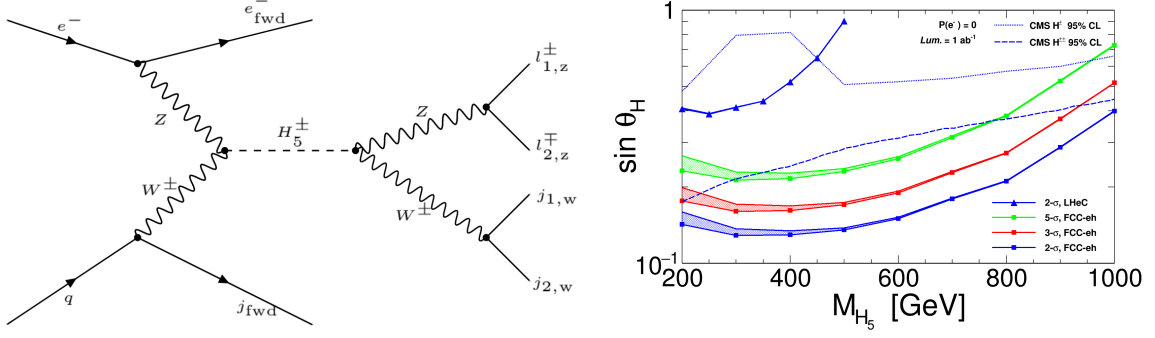 e⁻
e⁻fwd
Z
W±
q
jfwd
H₅±
Z
W±
l±1,z
l∓2,z
j1,w
j2,w
1
10⁻¹
sin θH
P(e⁻) = 0
Lum. = 1 ab⁻¹
CMS H± 95% CL
CMS H±± 95% CL
2-σ, LHeC
5-σ, FCC-eh
3-σ, FCC-eh
2-σ, FCC-eh
200 400 600 800 1000
MH₅ [GeV]